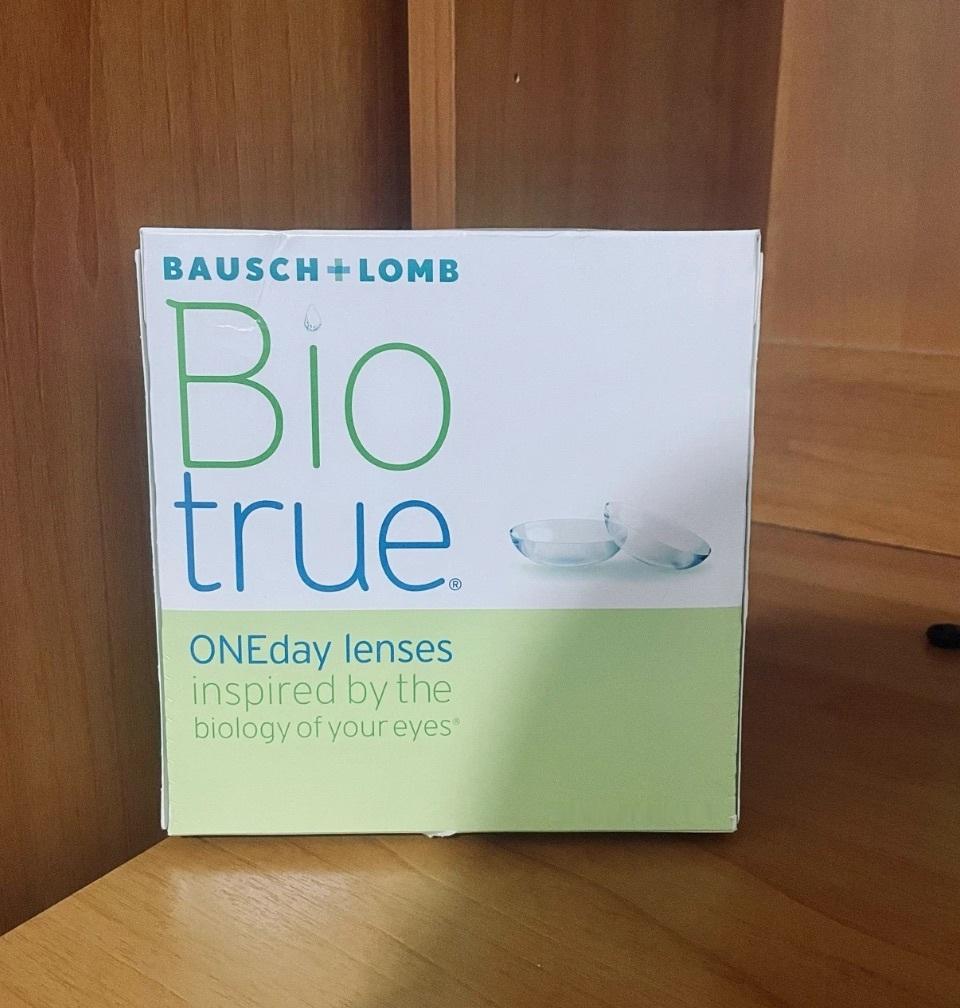 BAUSCH+LOMB
Bio
true®
ONEday lenses
inspired by the
biology of your eyes®